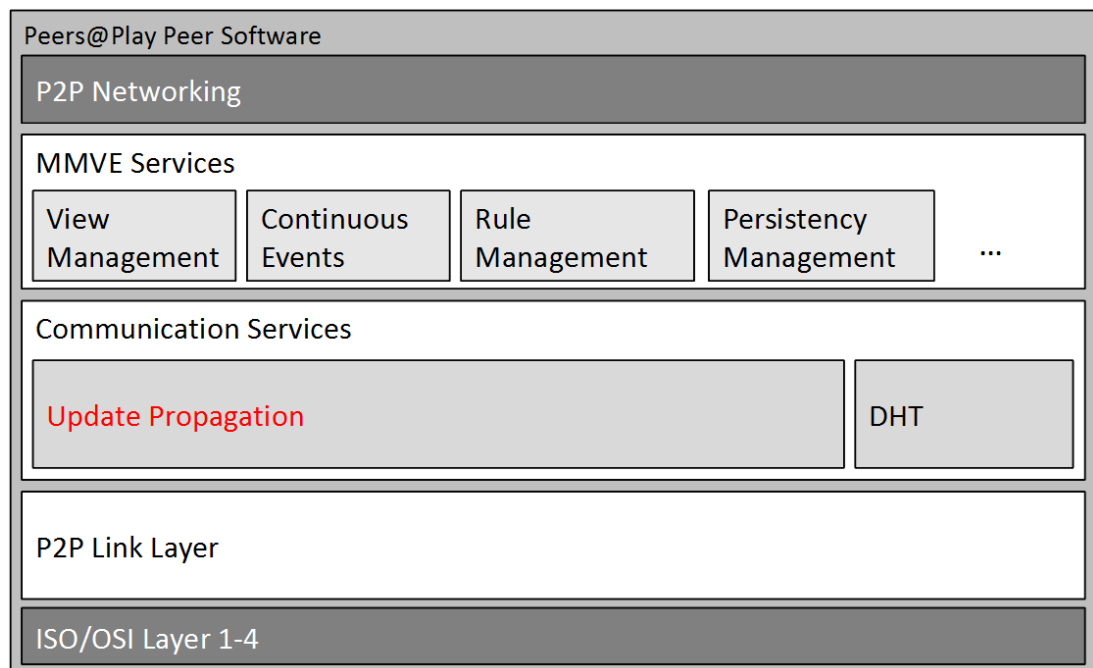 Peers@Play Peer Software
P2P Networking
MMVE Services
View
Management
Continuous
Events
Rule
Management
Persistency
Management
...
Communication Services
Update Propagation
DHT
P2P Link Layer
ISO/OSI Layer 1-4